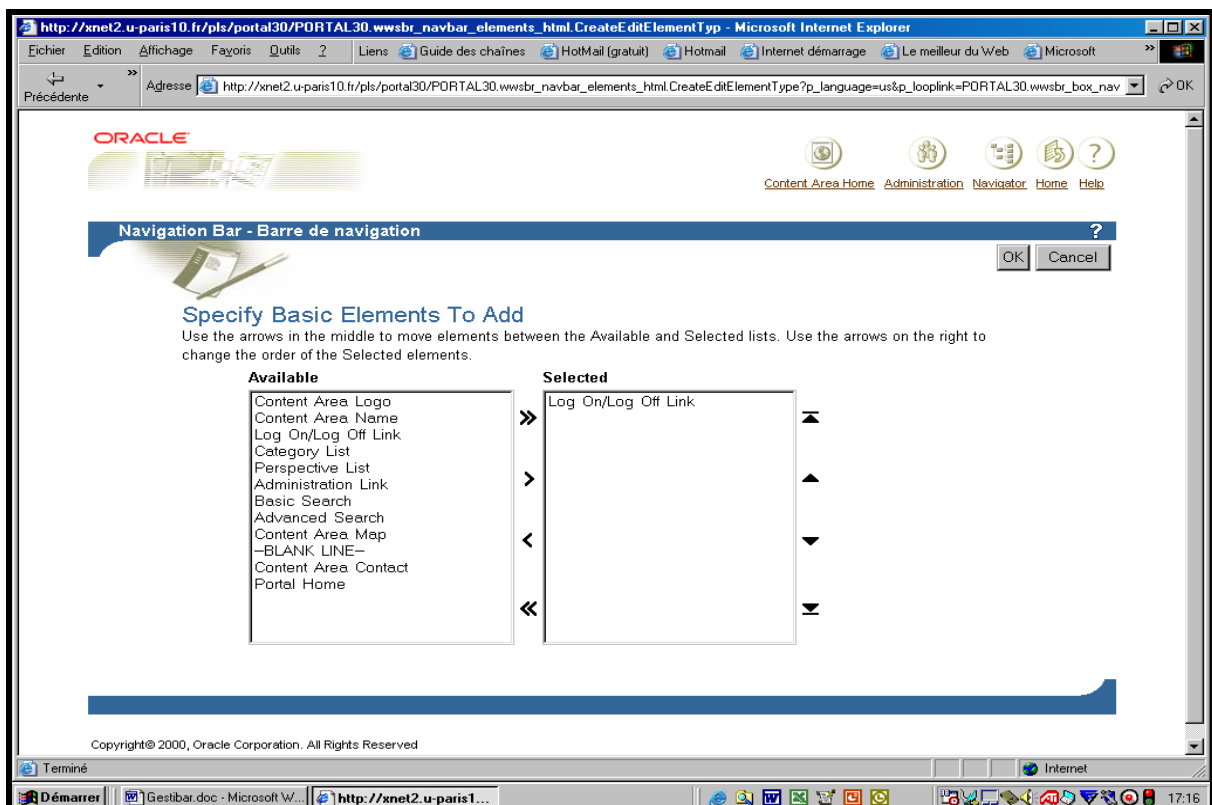 http://xnet2.u-paris10.fr/pls/portal30/PORTAL30.wwsbr_navbar_elements_html.CreateEditElementTyp - Microsoft Internet Explorer
Fichier Edition Affichage Favoris Outils ? Liens Guide des chaînes HotMail (gratuit) Hotmail Internet démarrage Le meilleur du Web Microsoft »
Précédente » Adresse http://xnet2.u-paris10.fr/pls/portal30/PORTAL30.wwsbr_navbar_elements_html.CreateEditElementType?p_language=us&p_looplink=PORTAL30.wwsbr_box_nav OK
ORACLE
Content Area Home Administration Navigator Home Help
Navigation Bar - Barre de navigation ?
OK Cancel
Specify Basic Elements To Add
Use the arrows in the middle to move elements between the Available and Selected lists. Use the arrows on the right to
change the order of the Selected elements.
Available Selected
Content Area Logo Log On/Log Off Link
Content Area Name
Log On/Log Off Link
Category List
Perspective List
Administration Link
Basic Search
Advanced Search
Content Area Map
–BLANK LINE–
Content Area Contact
Portal Home
Copyright© 2000, Oracle Corporation. All Rights Reserved
Terminé Internet
Démarrer Gestibar.doc - Microsoft W... http://xnet2.u-paris1... 17:16